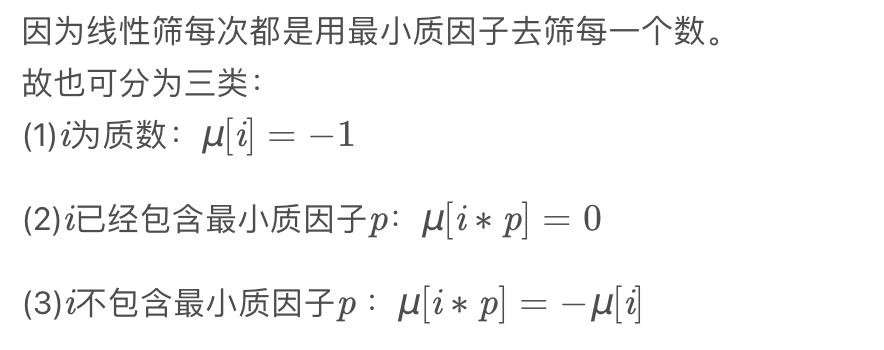 因为线性筛每次都是用最小质因子去筛每一个数。
故也可分为三类：
(1)i为质数：μ[i] = −1
(2)i已经包含最小质因子p：μ[i ∗ p] = 0
(3)i不包含最小质因子p：μ[i ∗ p] = −μ[i]